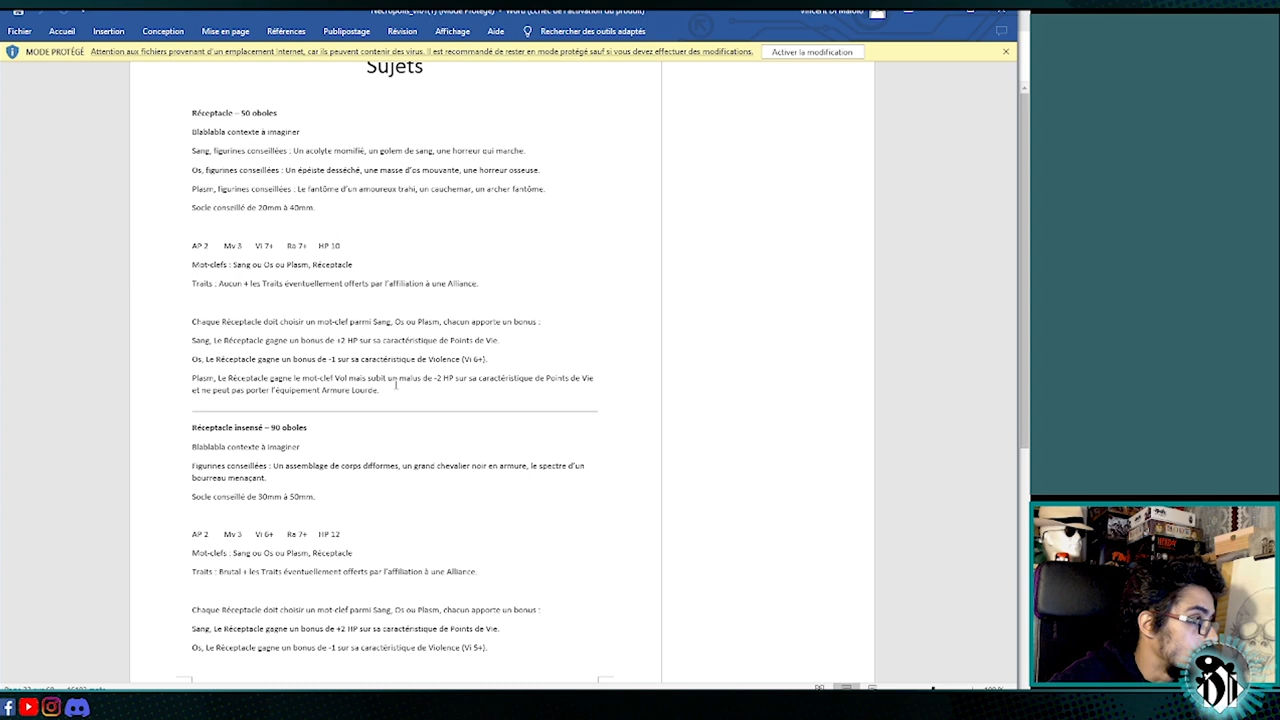 Necropolis_v161(1) (Mode Protégé) - Word (Échec de l'activation du produit)
Vincent Di Maiolo
Fichier Accueil Insertion Conception Mise en page Références Publipostage Révision Affichage Aide Rechercher des outils adaptés
MODE PROTÉGÉ Attention aux fichiers provenant d'un emplacement Internet, car ils peuvent contenir des virus. Il est recommandé de rester en mode protégé sauf si vous devez effectuer des modifications. Activer la modification
Sujets
Réceptacle – 50 oboles
Blablabla contexte à imaginer
Sang, figurines conseillées : Un acolyte momifié, un golem de sang, une horreur qui marche.
Os, figurines conseillées : Un épéiste desséché, une masse d'os mouvante, une horreur osseuse.
Plasm, figurines conseillées : Le fantôme d'un amoureux trahi, un cauchemar, un archer fantôme.
Socle conseillé de 20mm à 40mm.
AP 2 Mv 3 Vi 7+ Ra 7+ HP 10
Mot-clefs : Sang ou Os ou Plasm, Réceptacle
Traits : Aucun + les Traits éventuellement offerts par l'affiliation à une Alliance.
Chaque Réceptacle doit choisir un mot-clef parmi Sang, Os ou Plasm, chacun apporte un bonus :
Sang, Le Réceptacle gagne un bonus de +2 HP sur sa caractéristique de Points de Vie.
Os, Le Réceptacle gagne un bonus de -1 sur sa caractéristique de Violence (Vi 6+).
Plasm, Le Réceptacle gagne le mot-clef Vol mais subit un malus de -2 HP sur sa caractéristique de Points de Vie
et ne peut pas porter l'équipement Armure Lourde.
Réceptacle insensé – 90 oboles
Blablabla contexte à imaginer
Figurines conseillées : Un assemblage de corps difformes, un grand chevalier noir en armure, le spectre d'un
bourreau menaçant.
Socle conseillé de 30mm à 50mm.
AP 2 Mv 3 Vi 6+ Ra 7+ HP 12
Mot-clefs : Sang ou Os ou Plasm, Réceptacle
Traits : Brutal + les Traits éventuellement offerts par l'affiliation à une Alliance.
Chaque Réceptacle doit choisir un mot-clef parmi Sang, Os ou Plasm, chacun apporte un bonus :
Sang, Le Réceptacle gagne un bonus de +2 HP sur sa caractéristique de Points de Vie.
Os, Le Réceptacle gagne un bonus de -1 sur sa caractéristique de Violence (Vi 5+).